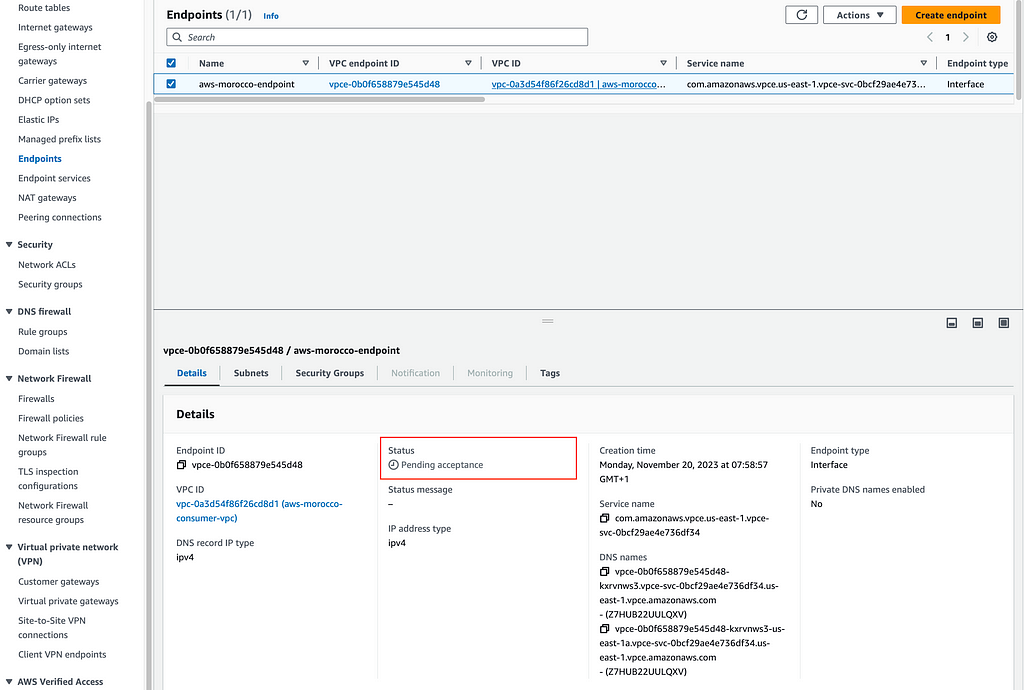 Route tables
Internet gateways
Egress-only internet
gateways
Carrier gateways
DHCP option sets
Elastic IPs
Managed prefix lists
Endpoints
Endpoint services
NAT gateways
Peering connections
Security
Network ACLs
Security groups
DNS firewall
Rule groups
Domain lists
Network Firewall
Firewalls
Firewall policies
Network Firewall rule
groups
TLS inspection
configurations
Network Firewall
resource groups
Virtual private network
(VPN)
Customer gateways
Virtual private gateways
Site-to-Site VPN
connections
Client VPN endpoints
AWS Verified Access
Endpoints (1/1) Info
Actions
Create endpoint
Search
1
Name VPC endpoint ID VPC ID Service name Endpoint type
aws-morocco-endpoint vpce-0b0f658879e545d48 vpc-0a3d54f86f26cd8d1 | aws-morocco... com.amazonaws.vpce.us-east-1.vpce-svc-0bcf29ae4e73... Interface
vpce-0b0f658879e545d48 / aws-morocco-endpoint
Details Subnets Security Groups Notification Monitoring Tags
Details
Endpoint ID
vpce-0b0f658879e545d48
VPC ID
vpc-0a3d54f86f26cd8d1 (aws-morocco-
consumer-vpc)
DNS record IP type
ipv4
Status
Pending acceptance
Status message
–
IP address type
ipv4
Creation time
Monday, November 20, 2023 at 07:58:57
GMT+1
Service name
com.amazonaws.vpce.us-east-1.vpce-
svc-0bcf29ae4e736df34
DNS names
vpce-0b0f658879e545d48-
kxrvnws3.vpce-svc-0bcf29ae4e736df34.us-
east-1.vpce.amazonaws.com
- (Z7HUB22UULQXV)
vpce-0b0f658879e545d48-kxrvnws3-us-
east-1a.vpce-svc-0bcf29ae4e736df34.us-
east-1.vpce.amazonaws.com
- (Z7HUB22UULQXV)
Endpoint type
Interface
Private DNS names enabled
No